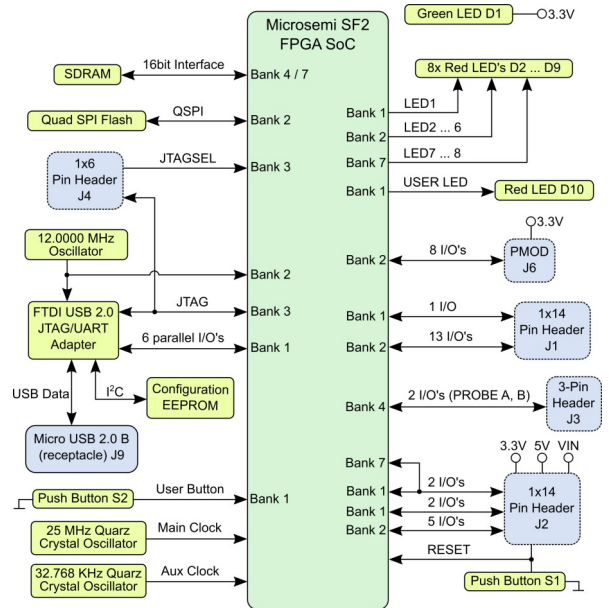 Microsemi SF2
FPGA SoC
Green LED D1
3.3V
SDRAM
16bit Interface
Bank 4 / 7
8x Red LED's D2 ... D9
Quad SPI Flash
QSPI
Bank 2
Bank 1
LED1
Bank 2
LED2 ... 6
Bank 7
LED7 ... 8
1x6
Pin Header
J4
JTAGSEL
Bank 3
Bank 1
USER LED
Red LED D10
12.0000 MHz
Oscillator
Bank 2
3.3V
Bank 2
8 I/O's
PMOD
J6
FTDI USB 2.0
JTAG/UART
Adapter
JTAG
Bank 3
6 parallel I/O's
Bank 1
Bank 1
1 I/O
Bank 2
13 I/O's
1x14
Pin Header
J1
USB Data
I²C
Configuration
EEPROM
Bank 4
2 I/O's (PROBE A, B)
3-Pin
Header
J3
Micro USB 2.0 B
(receptacle) J9
3.3V 5V VIN
Bank 7
Bank 1
2 I/O's
Bank 1
2 I/O's
Bank 2
5 I/O's
1x14
Pin Header
J2
Push Button S2
User Button
Bank 1
25 MHz Quarz
Crystal Oscillator
Main Clock
RESET
32.768 KHz Quarz
Crystal Oscillator
Aux Clock
Push Button S1